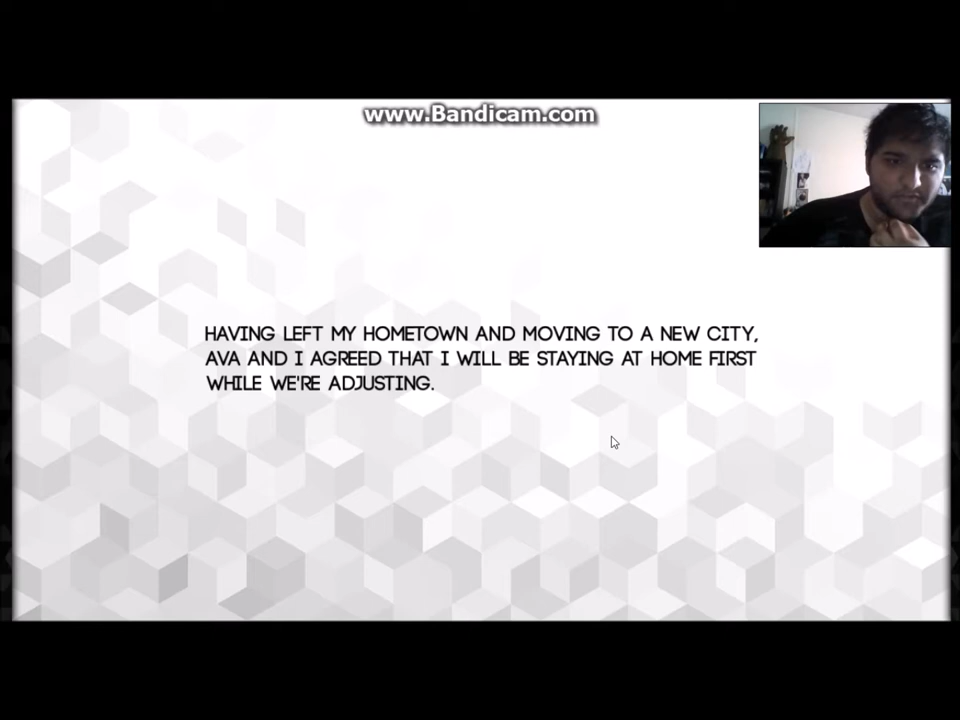 www.Bandicam.com
HAVING LEFT MY HOMETOWN AND MOVING TO A NEW CITY,
AVA AND I AGREED THAT I WILL BE STAYING AT HOME FIRST
WHILE WE'RE ADJUSTING.